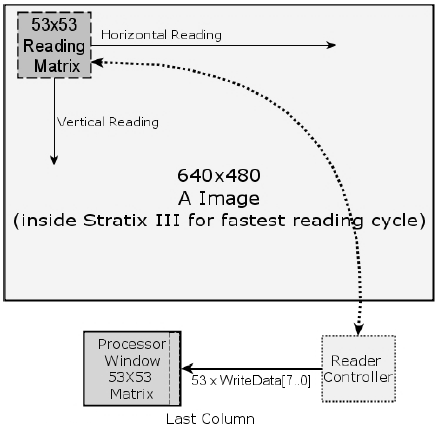 53x53
Reading
Matrix
Horizontal Reading
Vertical Reading
640x480
A Image
(inside Stratix III for fastest reading cycle)
Processor
Window
53X53
Matrix
53 x WriteData[7..0]
Reader
Controller
Last Column